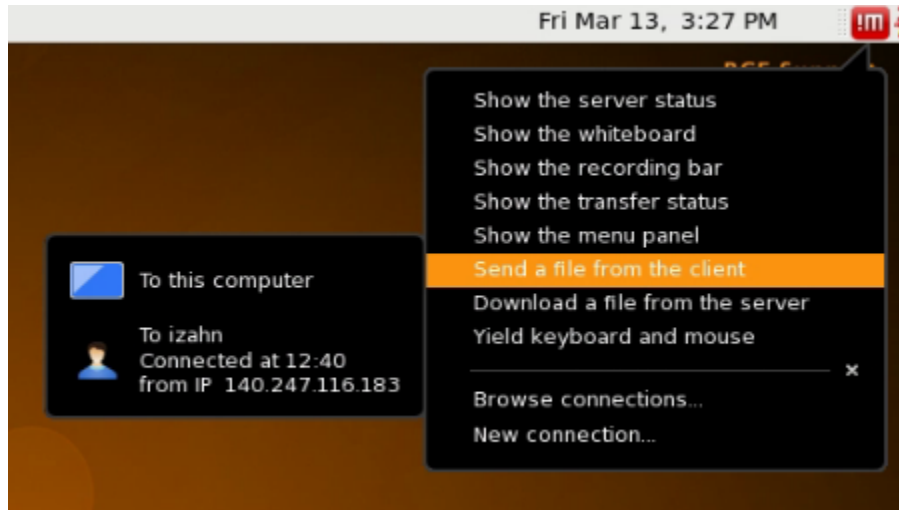 Fri Mar 13, 3:27 PM
!m
Show the server status
Show the whiteboard
Show the recording bar
Show the transfer status
Show the menu panel
Send a file from the client
Download a file from the server
Yield keyboard and mouse
Browse connections...
New connection...
To this computer
To izahn
Connected at 12:40
from IP 140.247.116.183